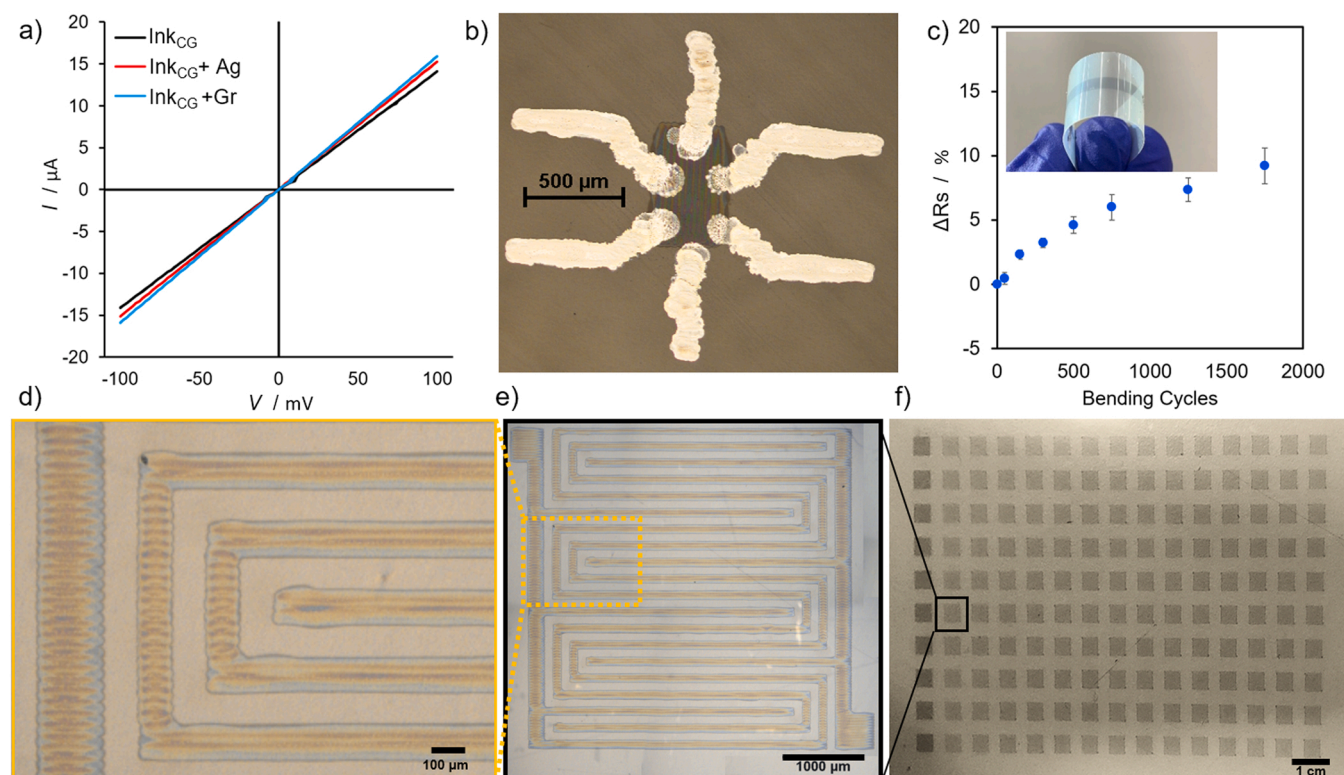 a)
Ink_CG
Ink_CG+ Ag
Ink_CG +Gr
20
15
10
5
0
-5
-10
-15
-20
I / µA
-100 -50 0 50 100
V / mV
b)
500 µm
c)
20
15
10
5
0
-5
ΔRs / %
0 500 1000 1500 2000
Bending Cycles
d)
100 µm
e)
1000 µm
f)
1 cm